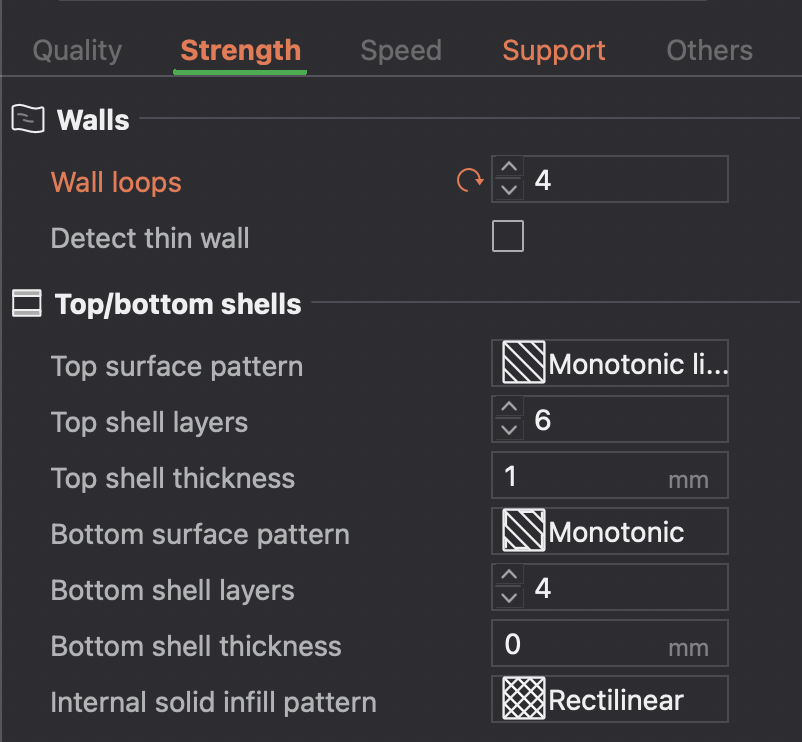 Quality Strength Speed Support Others
Walls
Wall loops 4
Detect thin wall
Top/bottom shells
Top surface pattern Monotonic li...
Top shell layers 6
Top shell thickness 1 mm
Bottom surface pattern Monotonic
Bottom shell layers 4
Bottom shell thickness 0 mm
Internal solid infill pattern Rectilinear